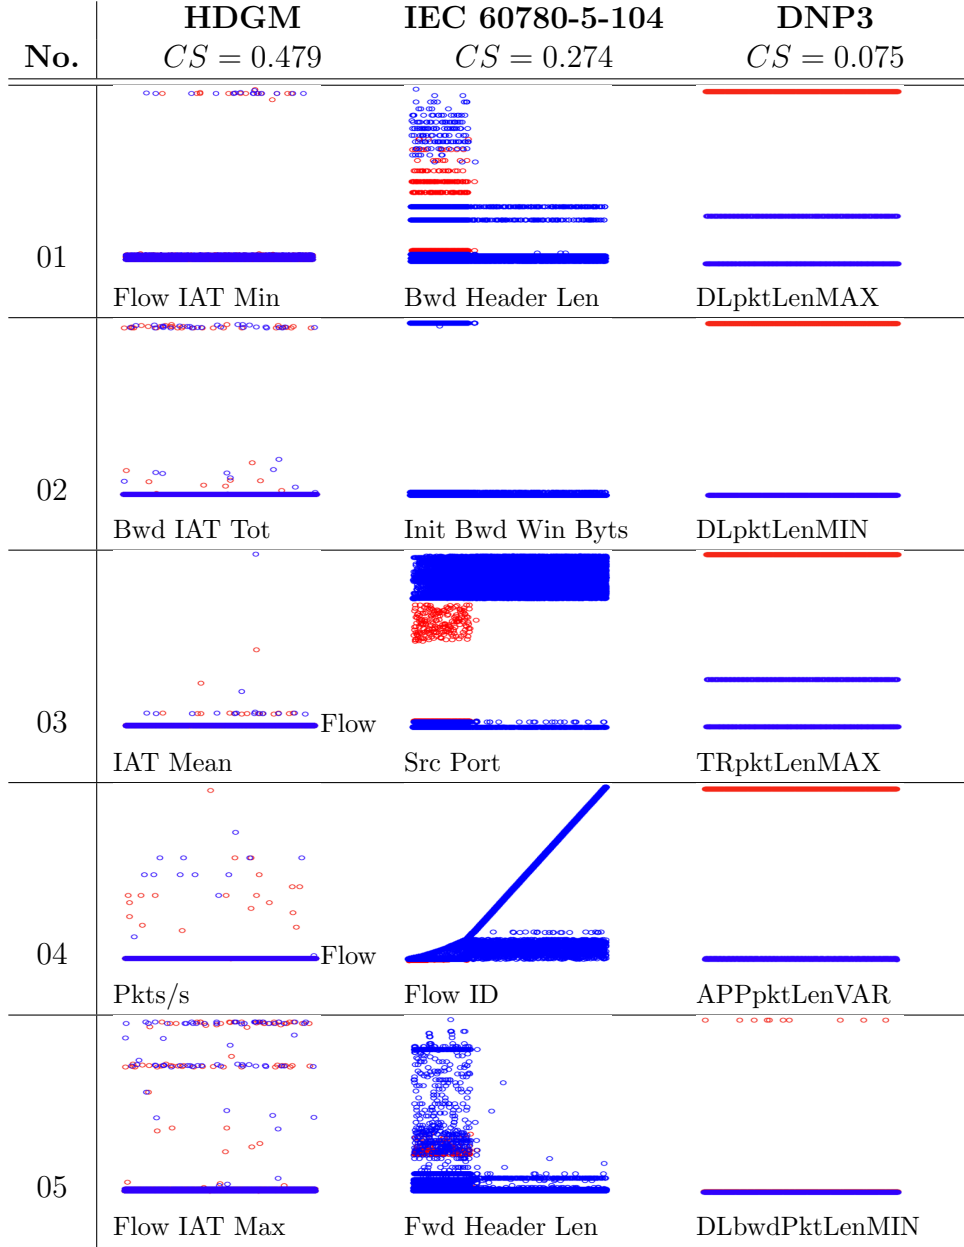 HDGM IEC 60780-5-104 DNP3
No. CS = 0.479 CS = 0.274 CS = 0.075
01
Flow IAT Min Bwd Header Len DLpktLenMAX
02
Bwd IAT Tot Init Bwd Win Byts DLpktLenMIN
03 Flow
IAT Mean Src Port TRpktLenMAX
04 Flow
Pkts/s Flow ID APPpktLenVAR
05
Flow IAT Max Fwd Header Len DLbwdPktLenMIN